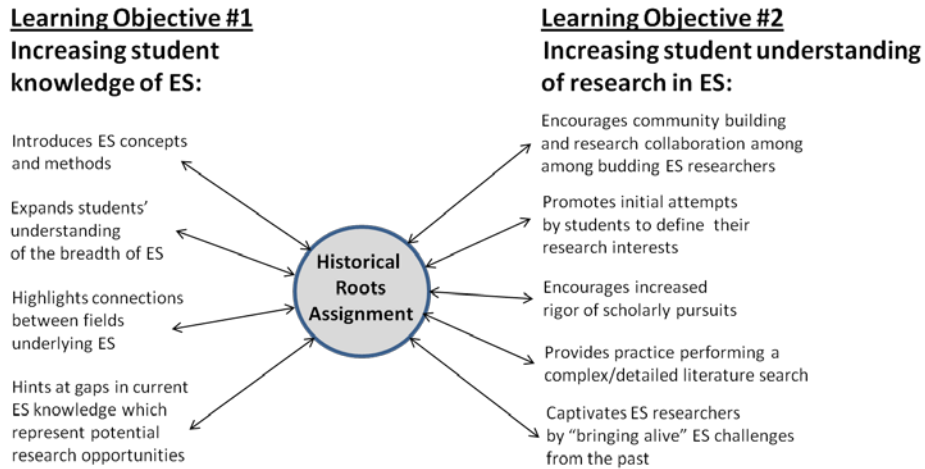 Learning Objective #1
Increasing student
knowledge of ES:
Introduces ES concepts
and methods
Expands students'
understanding
of the breadth of ES
Highlights connections
between fields
underlying ES
Hints at gaps in current
ES knowledge which
represent potential
research opportunities
Historical
Roots
Assignment
Learning Objective #2
Increasing student understanding
of research in ES:
Encourages community building
and research collaboration among
among budding ES researchers
Promotes initial attempts
by students to define their
research interests
Encourages increased
rigor of scholarly pursuits
Provides practice performing a
complex/detailed literature search
Captivates ES researchers
by “bringing alive” ES challenges
from the past